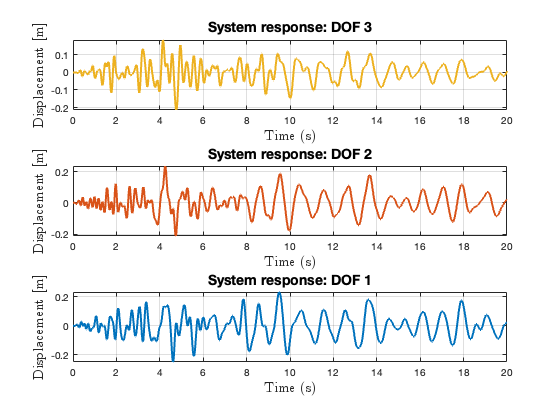 System response: DOF 3
Displacement [m]
0.1
0
-0.1
-0.2
0 2 4 6 8 10 12 14 16 18 20
Time (s)
System response: DOF 2
Displacement [m]
0.2
0
-0.2
0 2 4 6 8 10 12 14 16 18 20
Time (s)
System response: DOF 1
Displacement [m]
0.2
0
-0.2
0 2 4 6 8 10 12 14 16 18 20
Time (s)